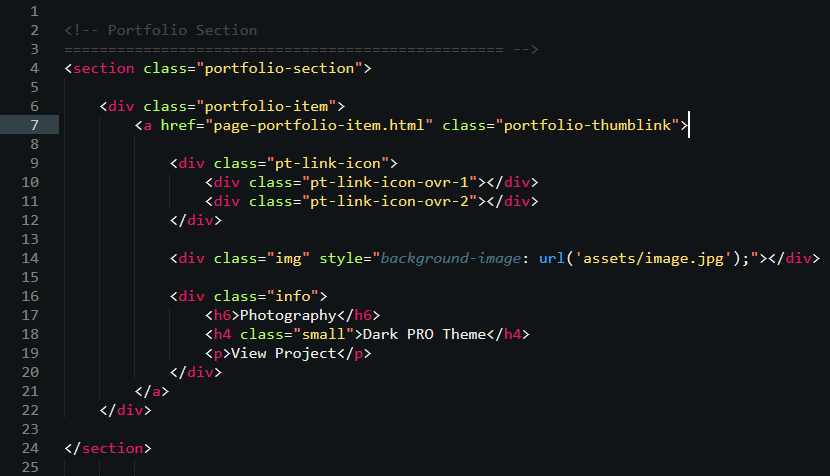 1
2 <!-- Portfolio Section
3 ================================================== -->
4 <section class="portfolio-section">
5
6     <div class="portfolio-item">
7         <a href="page-portfolio-item.html" class="portfolio-thumblink">
8
9             <div class="pt-link-icon">
10                 <div class="pt-link-icon-ovr-1"></div>
11                 <div class="pt-link-icon-ovr-2"></div>
12             </div>
13
14             <div class="img" style="background-image: url('assets/image.jpg');"></div>
15
16             <div class="info">
17                 <h6>Photography</h6>
18                 <h4 class="small">Dark PRO Theme</h4>
19                 <p>View Project</p>
20             </div>
21         </a>
22     </div>
23
24 </section>
25